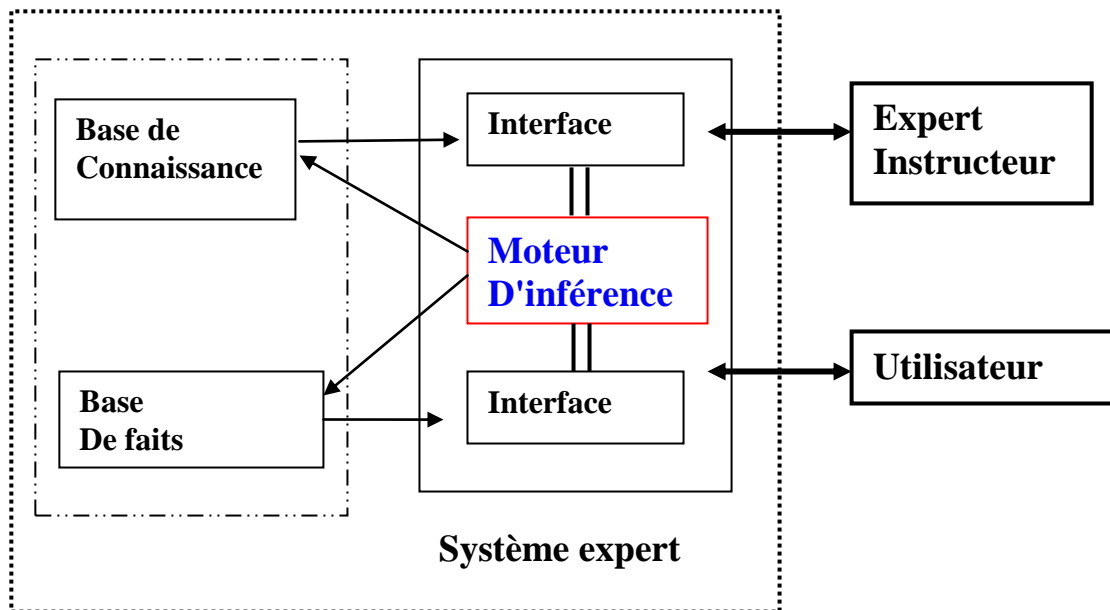 Base de
Connaissance
Interface
Expert
Instructeur
Moteur
D'inférence
Base
De faits
Interface
Utilisateur
Système expert